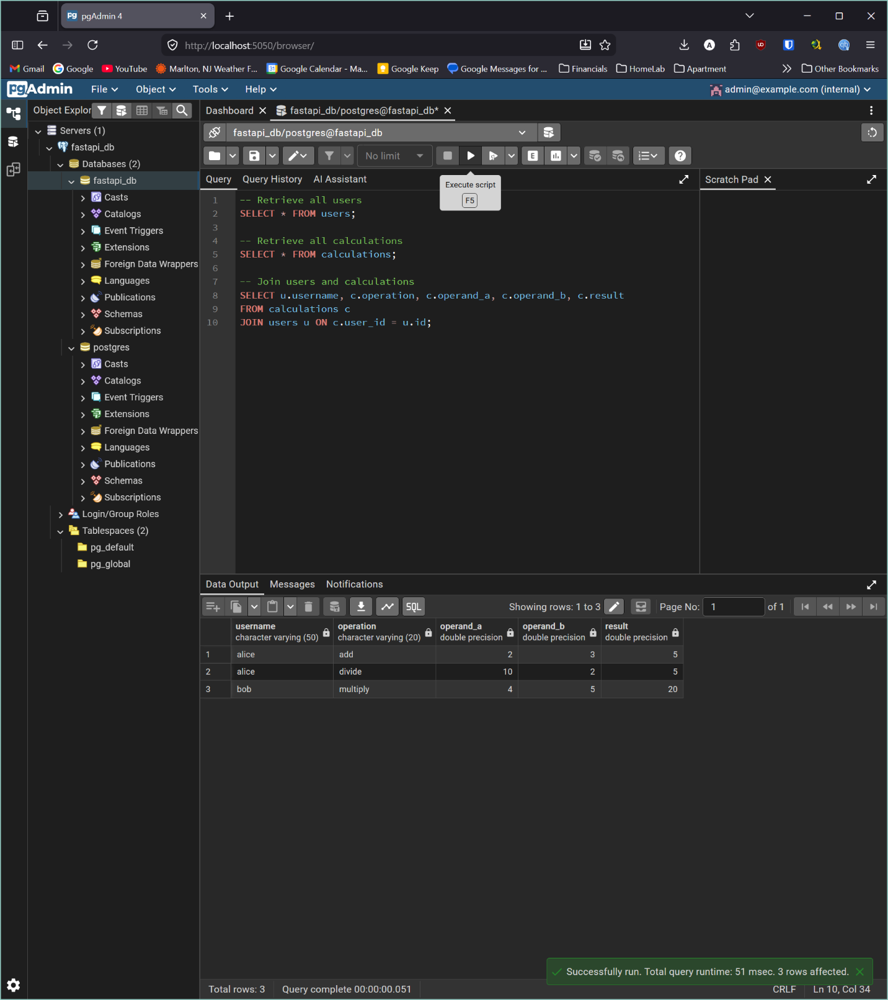 pgAdmin 4
http://localhost:5050/browser/
Gmail Google YouTube Marlton, NJ Weather F... Google Calendar - Ma... Google Keep Google Messages for ... Financials HomeLab Apartment Other Bookmarks
pgAdmin File Object Tools Help admin@example.com (internal)
Object Explor
Dashboard fastapi_db/postgres@fastapi_db*
fastapi_db/postgres@fastapi_db
No limit
Servers (1)
fastapi_db
Databases (2)
fastapi_db
Casts
Catalogs
Event Triggers
Extensions
Foreign Data Wrappers
Languages
Publications
Schemas
Subscriptions
postgres
Casts
Catalogs
Event Triggers
Extensions
Foreign Data Wrappers
Languages
Publications
Schemas
Subscriptions
Login/Group Roles
Tablespaces (2)
pg_default
pg_global
Query Query History AI Assistant
Execute script
F5
Scratch Pad
1 -- Retrieve all users
2 SELECT * FROM users;
3
4 -- Retrieve all calculations
5 SELECT * FROM calculations;
6
7 -- Join users and calculations
8 SELECT u.username, c.operation, c.operand_a, c.operand_b, c.result
9 FROM calculations c
10 JOIN users u ON c.user_id = u.id;
Data Output Messages Notifications
SQL Showing rows: 1 to 3 Page No: 1 of 1
username operation operand_a operand_b result
character varying (50) character varying (20) double precision double precision double precision
1 alice add 2 3 5
2 alice divide 10 2 5
3 bob multiply 4 5 20
Successfully run. Total query runtime: 51 msec. 3 rows affected.
Total rows: 3 Query complete 00:00:00.051 CRLF Ln 10, Col 34